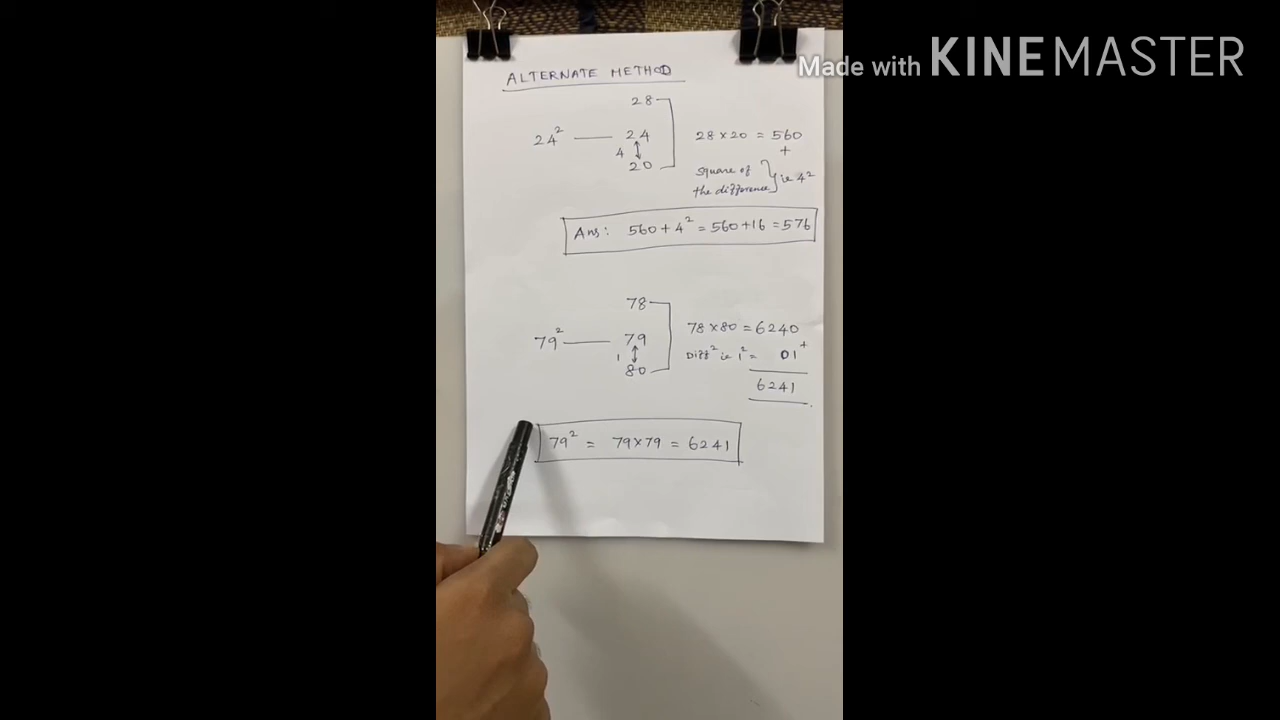 Made with KINEMASTER
ALTERNATE METHOD
28
24² — 24
4
20
28 × 20 = 560
+
Square of
the difference } ie 4²
Ans: 560 + 4² = 560 + 16 = 576
78
79² — 79
1
80
78 × 80 = 6240
Diff² ie 1² = 01 +
6241
79² = 79 × 79 = 6241